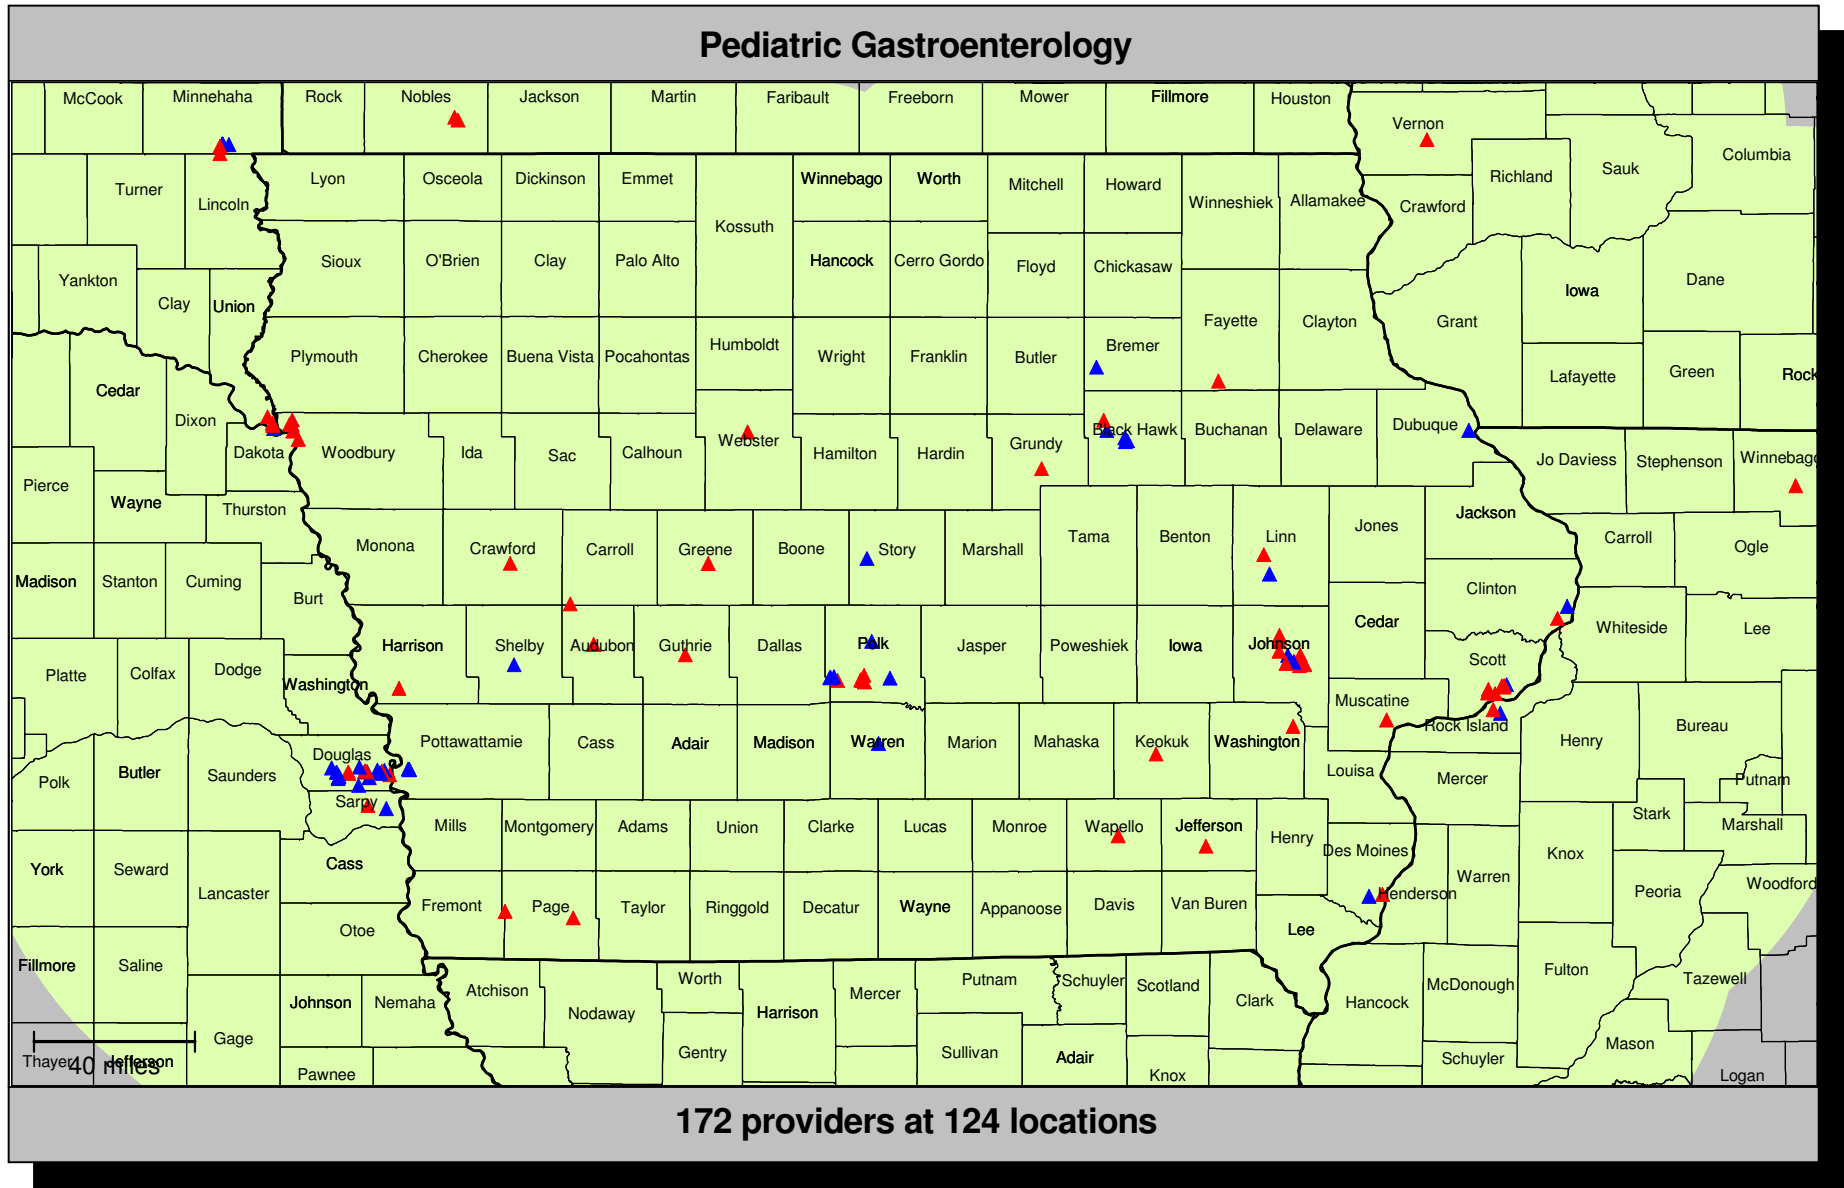 Pediatric Gastroenterology
McCook Minnehaha Rock Nobles Jackson Martin Faribault Freeborn Mower Fillmore Houston
Vernon
Columbia
Sauk
Richland
Turner Lyon Osceola Dickinson Emmet Winnebago Worth Mitchell Howard
Lincoln Winneshiek Allamakee Crawford
Kossuth
Sioux O'Brien Clay Palo Alto Hancock Cerro Gordo Floyd Chickasaw
Yankton Dane
Clay Union Iowa
Fayette Clayton Grant
Plymouth Cherokee Buena Vista Pocahontas Humboldt Wright Franklin Butler Bremer
Lafayette Green Rock
Cedar
Dixon Dubuque
Webster Grundy Black Hawk Buchanan Delaware
Dakota Woodbury Ida Sac Calhoun Hamilton Hardin
Jo Daviess Stephenson Winnebago
Pierce
Wayne Thurston Jackson
Monona Crawford Carroll Greene Boone Story Marshall Tama Benton Linn Jones
Carroll Ogle
Madison Stanton Cuming Burt Clinton
Cedar Whiteside Lee
Harrison Shelby Audubon Guthrie Dallas Polk Jasper Poweshiek Iowa Johnson
Scott
Platte Colfax Dodge
Washington Muscatine
Rock Island Bureau
Pottawattamie Cass Adair Madison Warren Marion Mahaska Keokuk Washington Henry
Douglas
Polk Butler Saunders Louisa Mercer Putnam
Sarpy
Mills Montgomery Adams Union Clarke Lucas Monroe Wapello Jefferson Henry
Stark Marshall
Des Moines Knox
York Seward Cass
Lancaster Warren Peoria Woodford
Henderson
Fremont Page Taylor Ringgold Decatur Wayne Appanoose Davis Van Buren
Otoe Lee
Fillmore Saline Fulton Tazewell
Atchison Worth Putnam Schuyler Scotland
Johnson Nemaha Nodaway Harrison Mercer Clark Hancock McDonough
Gage Mason
Gentry Sullivan Adair Schuyler
Thayer Jefferson
40 miles
Pawnee Knox Logan
172 providers at 124 locations